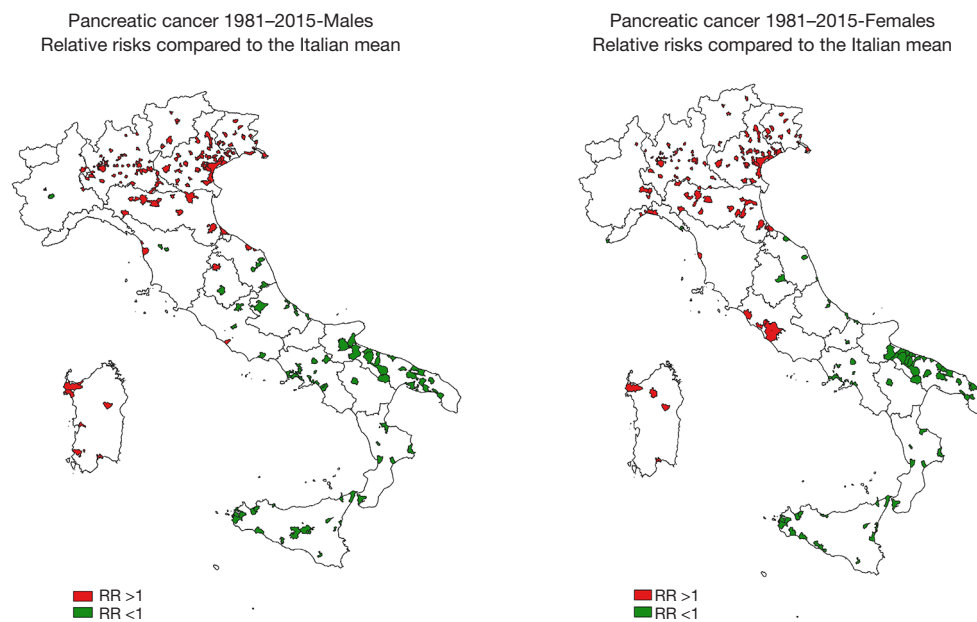 Pancreatic cancer 1981–2015-Males
Relative risks compared to the Italian mean
Pancreatic cancer 1981–2015-Females
Relative risks compared to the Italian mean
RR >1
RR <1
RR >1
RR <1